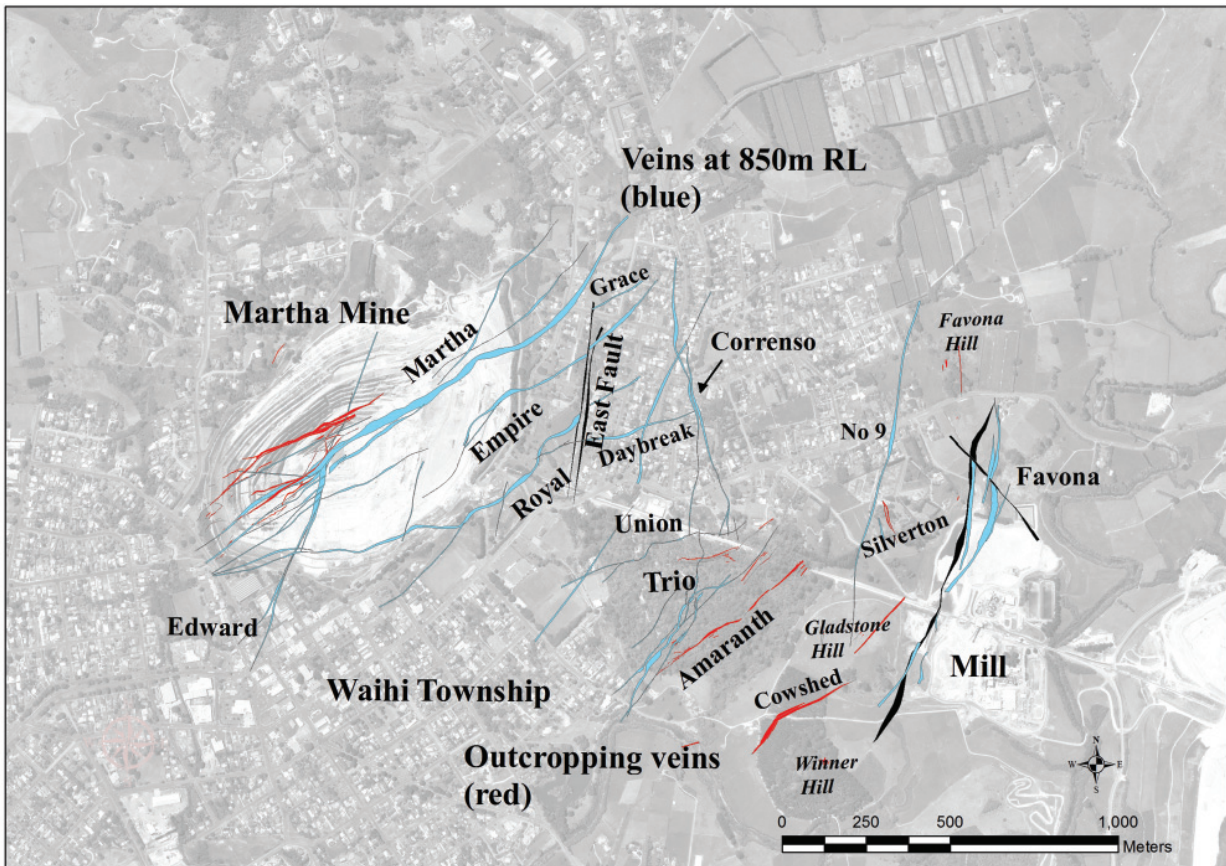 Veins at 850m RL
(blue)
Grace
Martha Mine
Martha
Favona
Hill
Correnso
East Fault
Empire
No 9
Daybreak
Royal
Favona
Union
Silverton
Trio
Edward
Amaranth
Gladstone
Hill
Mill
Waihi Township
Cowshed
Outcropping veins
(red)
Winner
Hill
N
W E
S
0 250 500 1,000
Meters